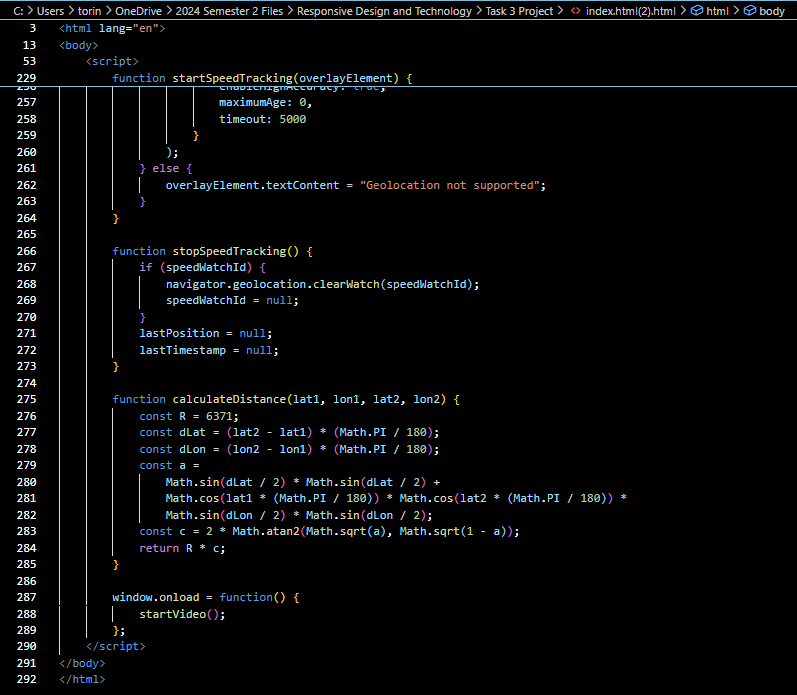 C: > Users > torin > OneDrive > 2024 Semester 2 Files > Responsive Design and Technology > Task 3 Project > <> index.html(2).html > html > body
3 <html lang="en">
13 <body>
53 <script>
229 function startSpeedTracking(overlayElement) {
256 enableHighAccuracy: true,
257 maximumAge: 0,
258 timeout: 5000
259 }
260 );
261 } else {
262 overlayElement.textContent = "Geolocation not supported";
263 }
264 }
265
266 function stopSpeedTracking() {
267 if (speedWatchId) {
268 navigator.geolocation.clearWatch(speedWatchId);
269 speedWatchId = null;
270 }
271 lastPosition = null;
272 lastTimestamp = null;
273 }
274
275 function calculateDistance(lat1, lon1, lat2, lon2) {
276 const R = 6371;
277 const dLat = (lat2 - lat1) * (Math.PI / 180);
278 const dLon = (lon2 - lon1) * (Math.PI / 180);
279 const a =
280 Math.sin(dLat / 2) * Math.sin(dLat / 2) +
281 Math.cos(lat1 * (Math.PI / 180)) * Math.cos(lat2 * (Math.PI / 180)) *
282 Math.sin(dLon / 2) * Math.sin(dLon / 2);
283 const c = 2 * Math.atan2(Math.sqrt(a), Math.sqrt(1 - a));
284 return R * c;
285 }
286
287 window.onload = function() {
288 startVideo();
289 };
290 </script>
291 </body>
292 </html>